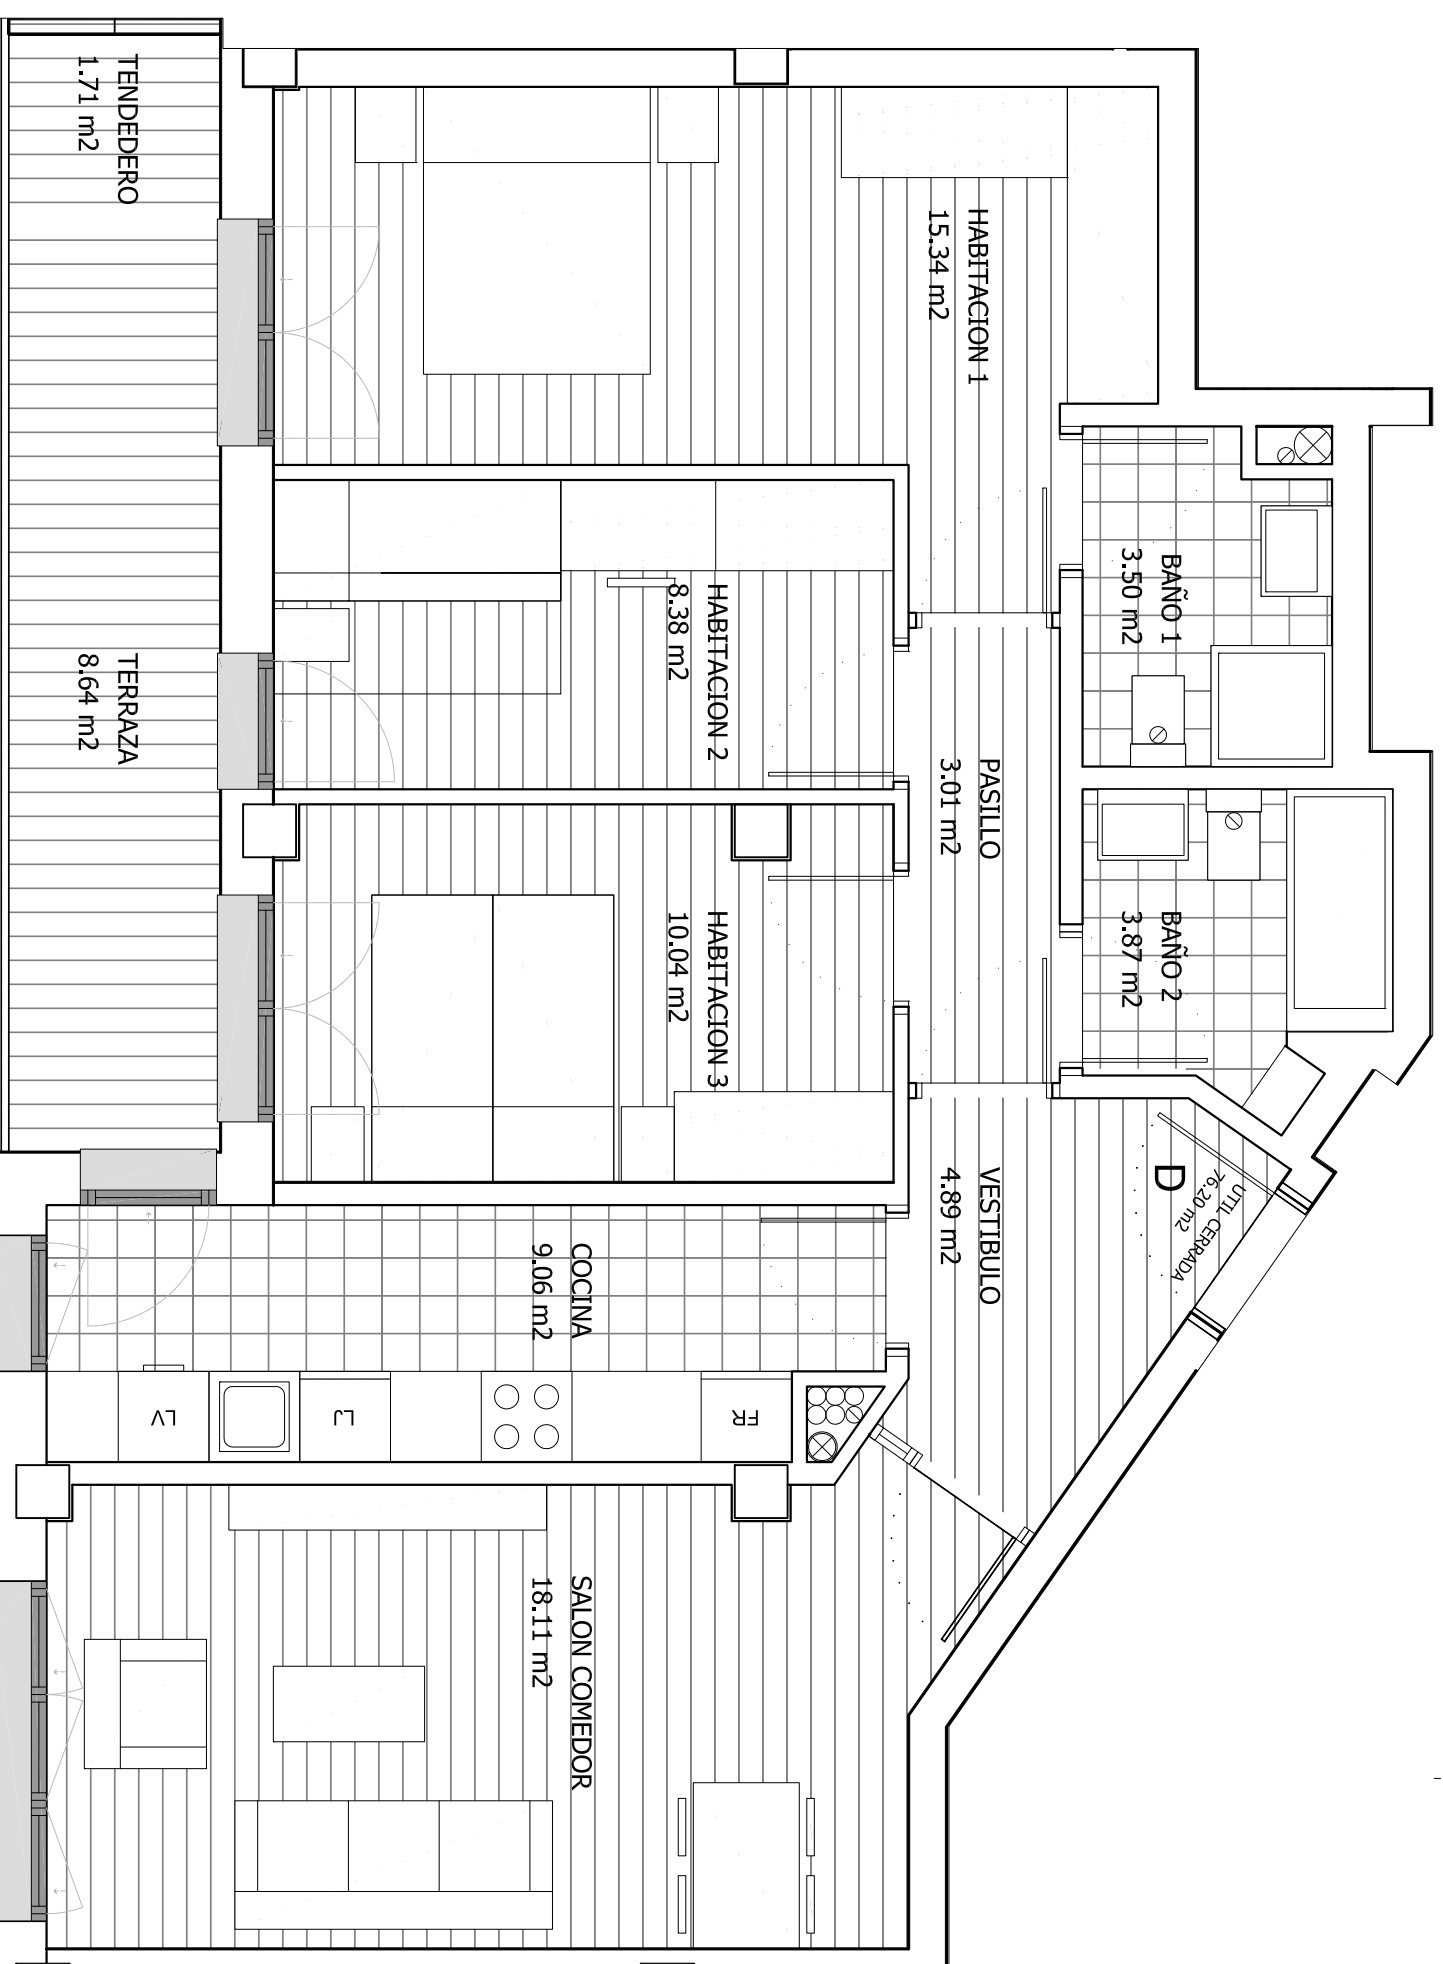 TENDEDERO
1.71 m2
HABITACION 1
15.34 m2
BAÑO 1
3.50 m2
HABITACION 2
8.38 m2
TERRAZA
8.64 m2
PASILLO
3.01 m2
BAÑO 2
3.87 m2
HABITACION 3
10.04 m2
D
UTIL CERRADA
76.20 m2
VESTIBULO
4.89 m2
COCINA
9.06 m2
LV
LJ
FR
SALON COMEDOR
18.11 m2